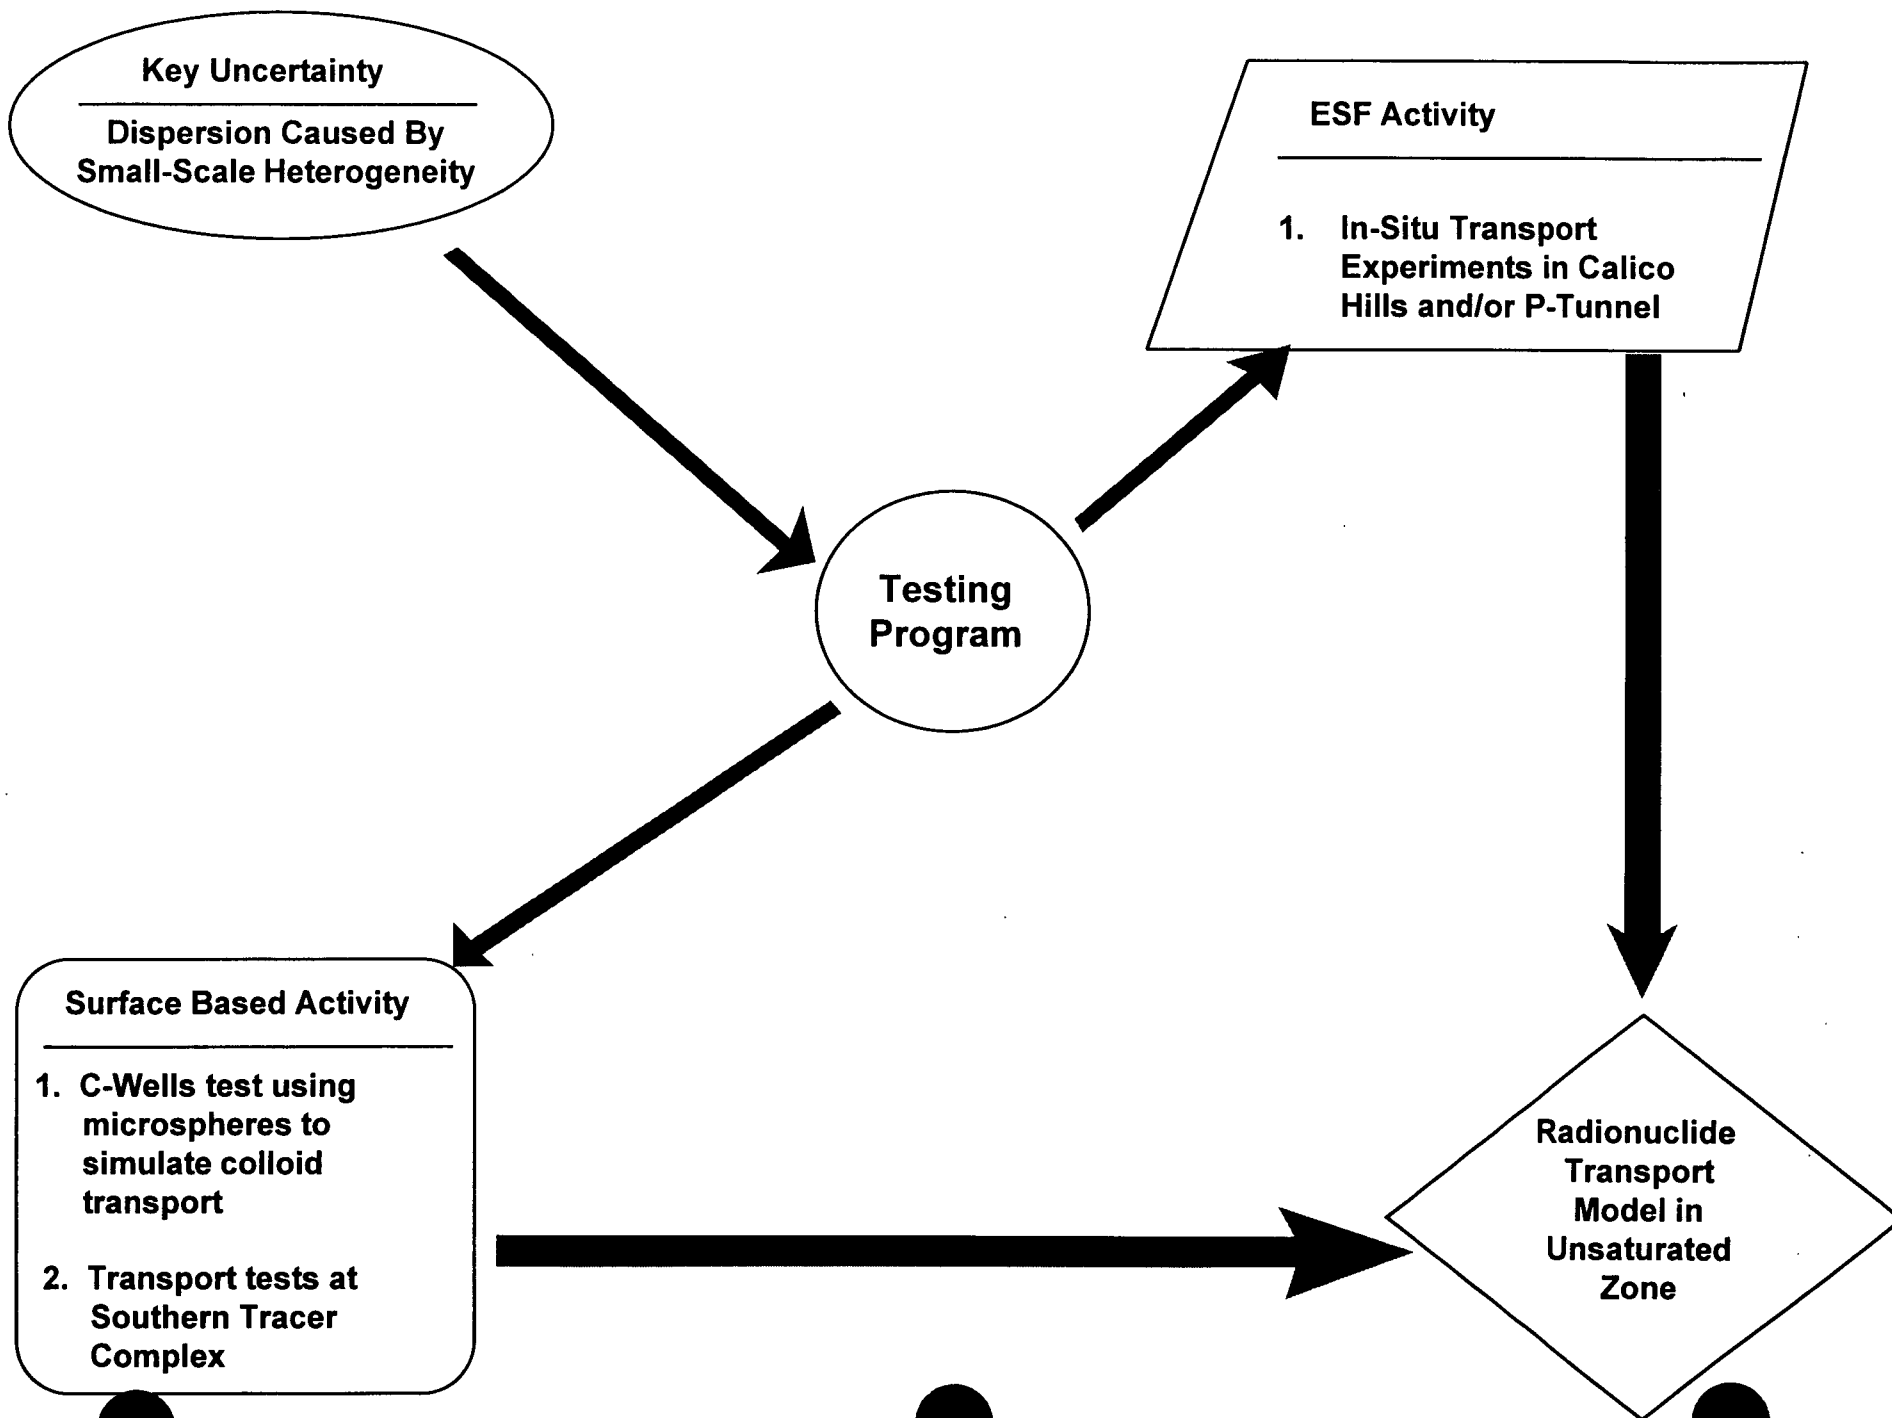 Key Uncertainty
Dispersion Caused By
Small-Scale Heterogeneity
ESF Activity
1. In-Situ Transport
Experiments in Calico
Hills and/or P-Tunnel
Testing
Program
Surface Based Activity
1. C-Wells test using
microspheres to
simulate colloid
transport
2. Transport tests at
Southern Tracer
Complex
Radionuclide
Transport
Model in
Unsaturated
Zone